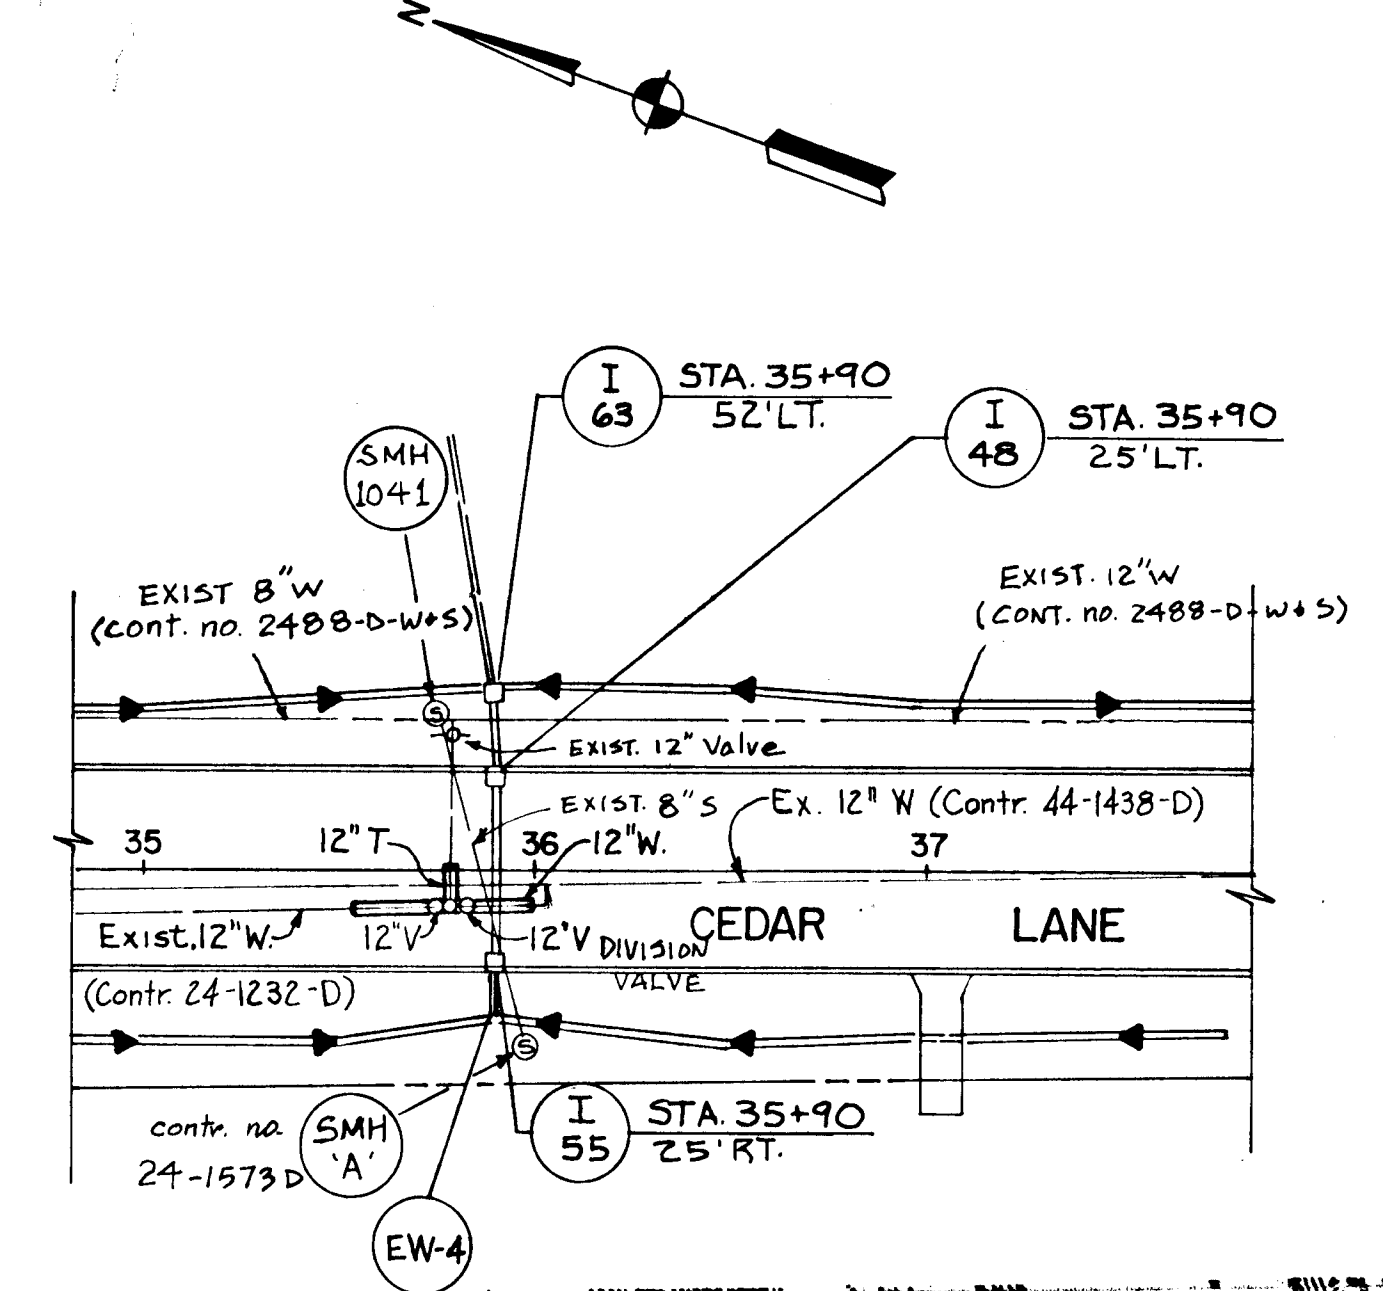 N
I
63
STA. 35+90
52'LT.
I
48
STA. 35+90
25'LT.
SMH
1041
EXIST 8"W
(cont. no. 2488-D-W&S)
EXIST. 12"W
(CONT. no. 2488-D-W&S)
S
EXIST. 12" Valve
EXIST. 8"S
Ex. 12" W (Contr. 44-1438-D)
35
12" T
36
12"W.
37
Exist. 12"W.
12"V
12"V
DIVISION
VALVE
CEDAR LANE
(Contr. 24-1232-D)
S
contr. no.
24-1573D
SMH
'A'
I
55
STA. 35+90
25'RT.
EW-4